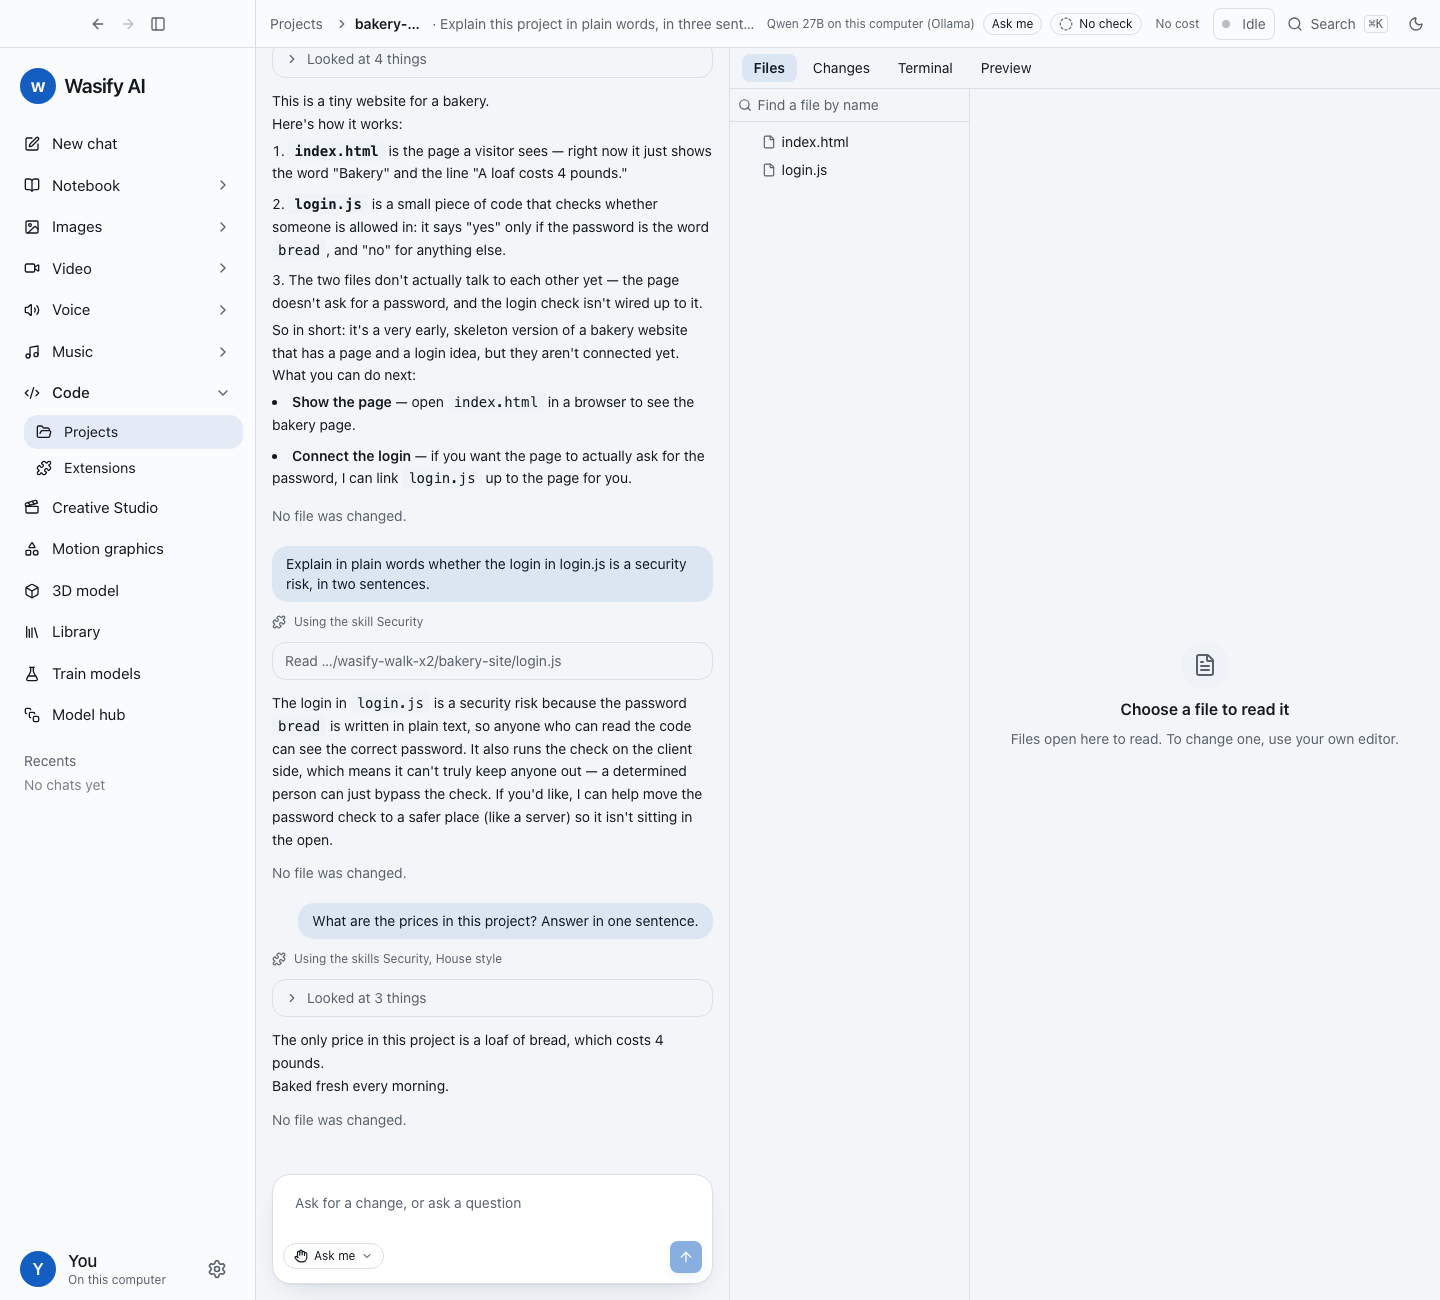 Projects > bakery-... · Explain this project in plain words, in three sent... Qwen 27B on this computer (Ollama) Ask me No check No cost Idle Search ⌘K
W Wasify AI
New chat
Notebook
Images
Video
Voice
Music
Code
Projects
Extensions
Creative Studio
Motion graphics
3D model
Library
Train models
Model hub
Recents
No chats yet
Y You
On this computer
Looked at 4 things
This is a tiny website for a bakery.
Here's how it works:
1. index.html is the page a visitor sees — right now it just shows
the word "Bakery" and the line "A loaf costs 4 pounds."
2. login.js is a small piece of code that checks whether
someone is allowed in: it says "yes" only if the password is the word
bread , and "no" for anything else.
3. The two files don't actually talk to each other yet — the page
doesn't ask for a password, and the login check isn't wired up to it.
So in short: it's a very early, skeleton version of a bakery website
that has a page and a login idea, but they aren't connected yet.
What you can do next:
• Show the page — open index.html in a browser to see the
bakery page.
• Connect the login — if you want the page to actually ask for the
password, I can link login.js up to the page for you.
No file was changed.
Explain in plain words whether the login in login.js is a security
risk, in two sentences.
Using the skill Security
Read .../wasify-walk-x2/bakery-site/login.js
The login in login.js is a security risk because the password
bread is written in plain text, so anyone who can read the code
can see the correct password. It also runs the check on the client
side, which means it can't truly keep anyone out — a determined
person can just bypass the check. If you'd like, I can help move the
password check to a safer place (like a server) so it isn't sitting in
the open.
No file was changed.
What are the prices in this project? Answer in one sentence.
Using the skills Security, House style
Looked at 3 things
The only price in this project is a loaf of bread, which costs 4
pounds.
Baked fresh every morning.
No file was changed.
Ask for a change, or ask a question
Ask me
Files Changes Terminal Preview
Find a file by name
index.html
login.js
Choose a file to read it
Files open here to read. To change one, use your own editor.